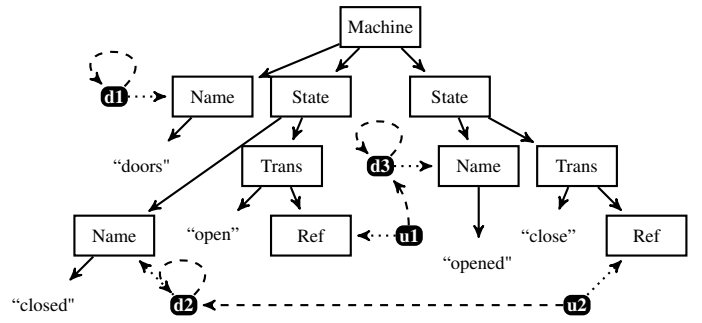 Machine
d1
Name
State
State
“doors"
Trans
d3
Name
Trans
Name
“open”
Ref
u1
“close”
Ref
“opened"
“closed"
d2
u2